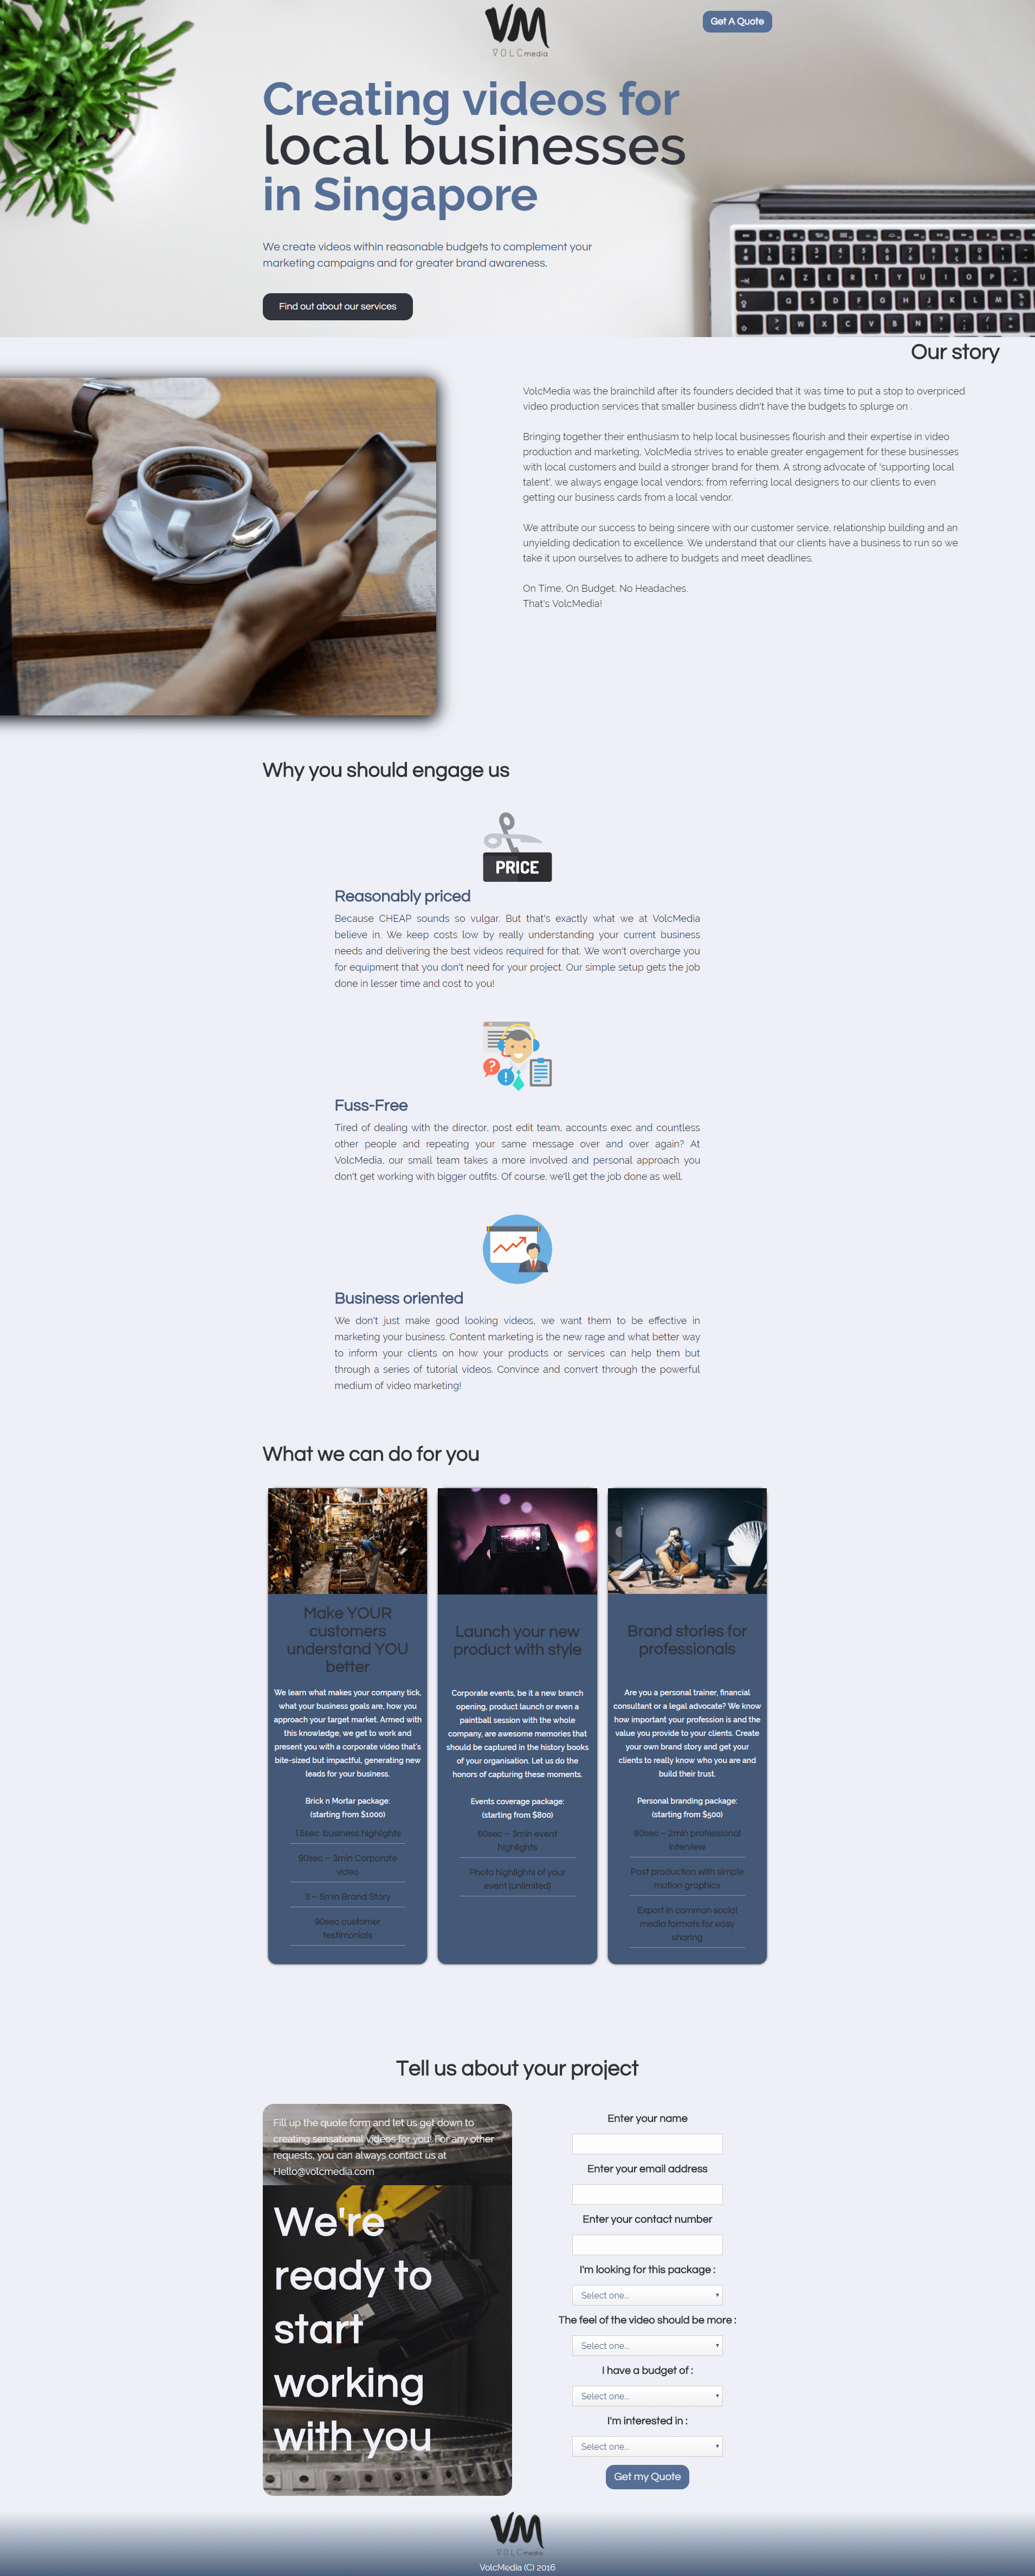 VM
VOLCmedia
Get A Quote
Creating videos for
local businesses
in Singapore
We create videos within reasonable budgets to complement your
marketing campaigns and for greater brand awareness.
Find out about our services
Our story
VolcMedia was the brainchild after its founders decided that it was time to put a stop to overpriced
video production services that smaller business didn't have the budgets to splurge on .
Bringing together their enthusiasm to help local businesses flourish and their expertise in video
production and marketing, VolcMedia strives to enable greater engagement for these businesses
with local customers and build a stronger brand for them. A strong advocate of 'supporting local
talent', we always engage local vendors; from referring local designers to our clients to even
getting our business cards from a local vendor.
We attribute our success to being sincere with our customer service, relationship building and an
unyielding dedication to excellence. We understand that our clients have a business to run so we
take it upon ourselves to adhere to budgets and meet deadlines.
On Time, On Budget, No Headaches.
That's VolcMedia!
Why you should engage us
PRICE
Reasonably priced
Because CHEAP sounds so vulgar. But that's exactly what we at VolcMedia
believe in. We keep costs low by really understanding your current business
needs and delivering the best videos required for that. We won't overcharge you
for equipment that you don't need for your project. Our simple setup gets the job
done in lesser time and cost to you!
Fuss-Free
Tired of dealing with the director, post edit team, accounts exec and countless
other people and repeating your same message over and over again? At
VolcMedia, our small team takes a more involved and personal approach you
don't get working with bigger outfits. Of course, we'll get the job done as well.
Business oriented
We don't just make good looking videos, we want them to be effective in
marketing your business. Content marketing is the new rage and what better way
to inform your clients on how your products or services can help them but
through a series of tutorial videos. Convince and convert through the powerful
medium of video marketing!
What we can do for you
Make YOUR
customers
understand YOU
better
We learn what makes your company tick,
what your business goals are, how you
approach your target market. Armed with
this knowledge, we get to work and
present you with a corporate video that's
bite-sized but impactful, generating new
leads for your business.
Brick n Mortar package:
(starting from $1000)
15sec business highlights
90sec – 3min Corporate
video
3 – 5min Brand Story
90sec customer
testimonials
Launch your new
product with style
Corporate events, be it a new branch
opening, product launch or even a
paintball session with the whole
company, are awesome memories that
should be captured in the history books
of your organisation. Let us do the
honors of capturing these moments.
Events coverage package:
(starting from $800)
60sec – 3min event
highlights
Photo highlights of your
event (unlimited)
Brand stories for
professionals
Are you a personal trainer, financial
consultant or a legal advocate? We know
how important your profession is and the
value you provide to your clients. Create
your own brand story and get your
clients to really know who you are and
build their trust.
Personal branding package:
(starting from $500)
90sec – 2min professional
interview
Post production with simple
motion graphics
Export in common social
media formats for easy
sharing
Tell us about your project
Fill up the quote form and let us get down to
creating sensational videos for you! For any other
requests, you can always contact us at
Hello@volcmedia.com
We're
ready to
start
working
with you
Enter your name
Enter your email address
Enter your contact number
I'm looking for this package :
Select one...
The feel of the video should be more :
Select one...
I have a budget of :
Select one...
I'm interested in :
Select one...
Get my Quote
VM
VOLCmedia
VolcMedia (C) 2016